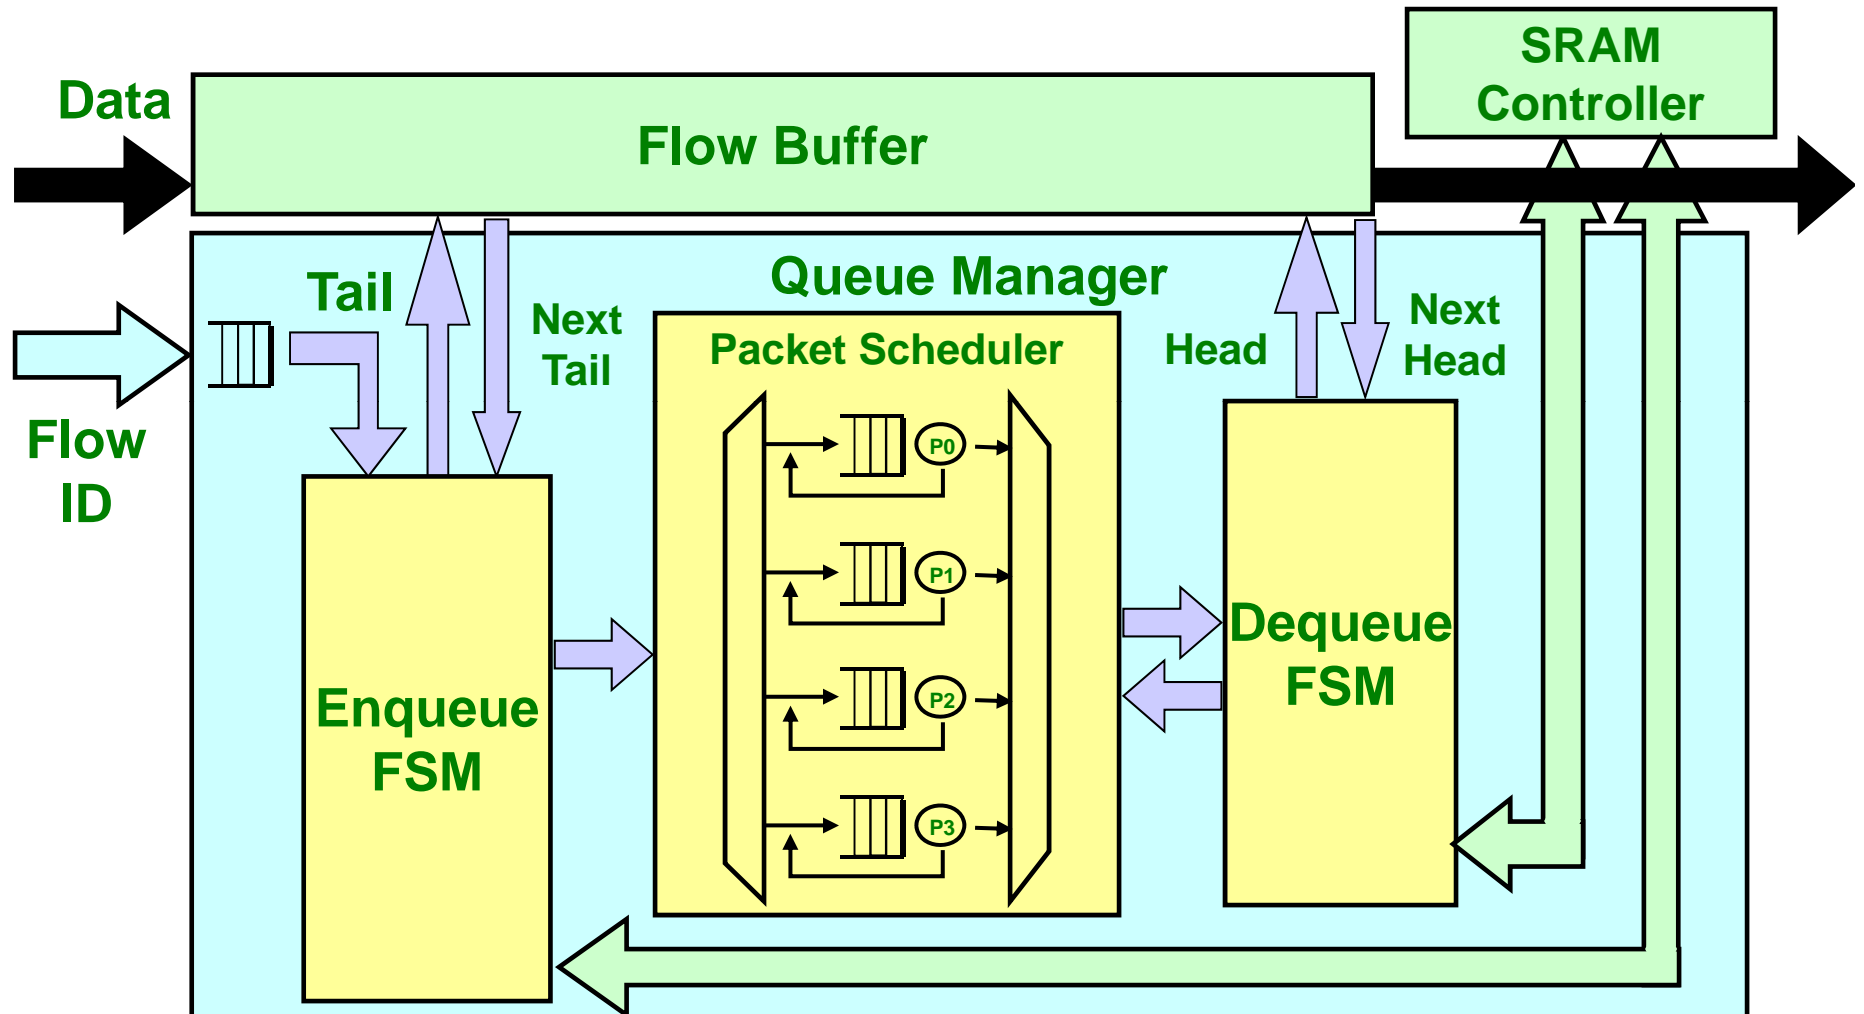 SRAM
Controller
Data
Flow Buffer
Queue Manager
Tail
Next
Tail
Packet Scheduler
Head
Next
Head
Flow
ID
P0
P1
P2
P3
Enqueue
FSM
Dequeue
FSM